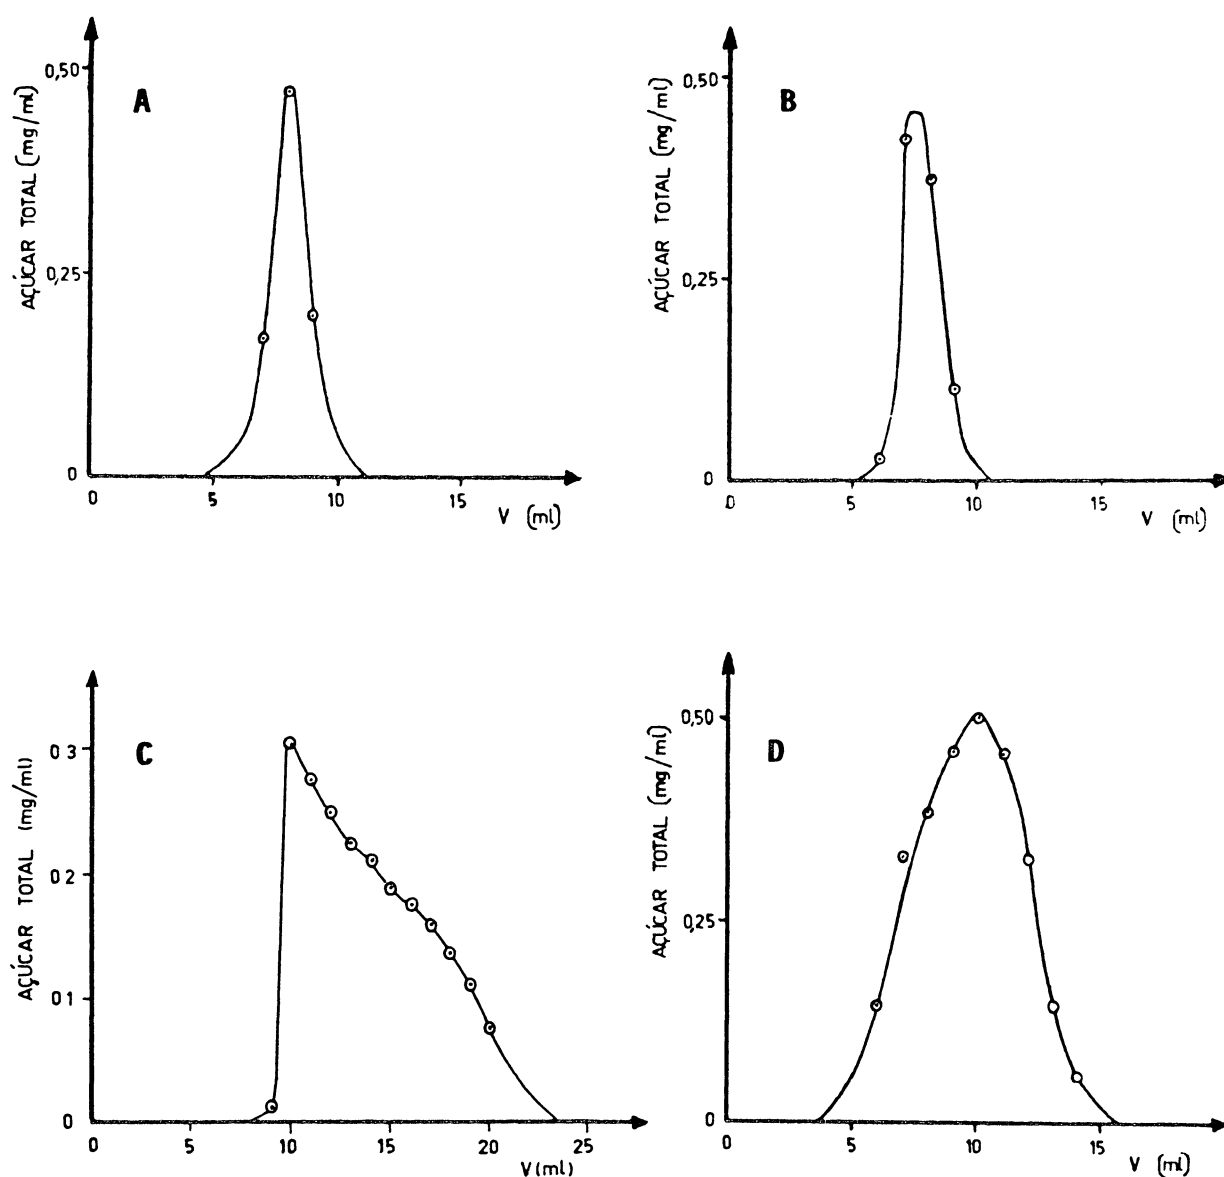 A
AÇÚCAR TOTAL (mg/ml)
0,50
0,25
0
0 5 10 15
V (ml)
B
AÇÚCAR TOTAL (mg/ml)
0,50
0,25
0
0 5 10 15
V (ml)
C
AÇÚCAR TOTAL (mg/ml)
0 3
0 2
0 1
0
0 5 10 15 20 25
V (ml)
D
AÇÚCAR TOTAL (mg/ml)
0,50
0,25
0
0 5 10 15
V (ml)